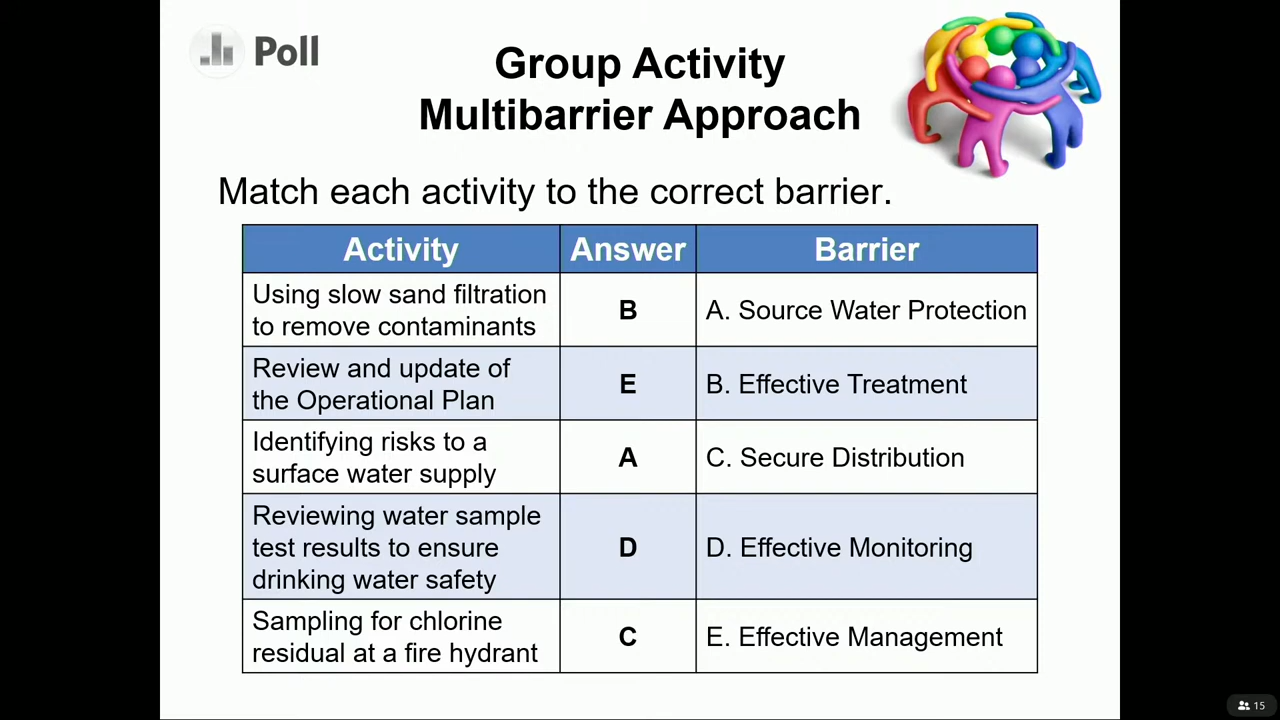 Poll
Group Activity
Multibarrier Approach
Match each activity to the correct barrier.
Activity Answer Barrier
Using slow sand filtration
to remove contaminants
B
A. Source Water Protection
Review and update of
the Operational Plan
E
B. Effective Treatment
Identifying risks to a
surface water supply
A
C. Secure Distribution
Reviewing water sample
test results to ensure
drinking water safety
D
D. Effective Monitoring
Sampling for chlorine
residual at a fire hydrant
C
E. Effective Management
15